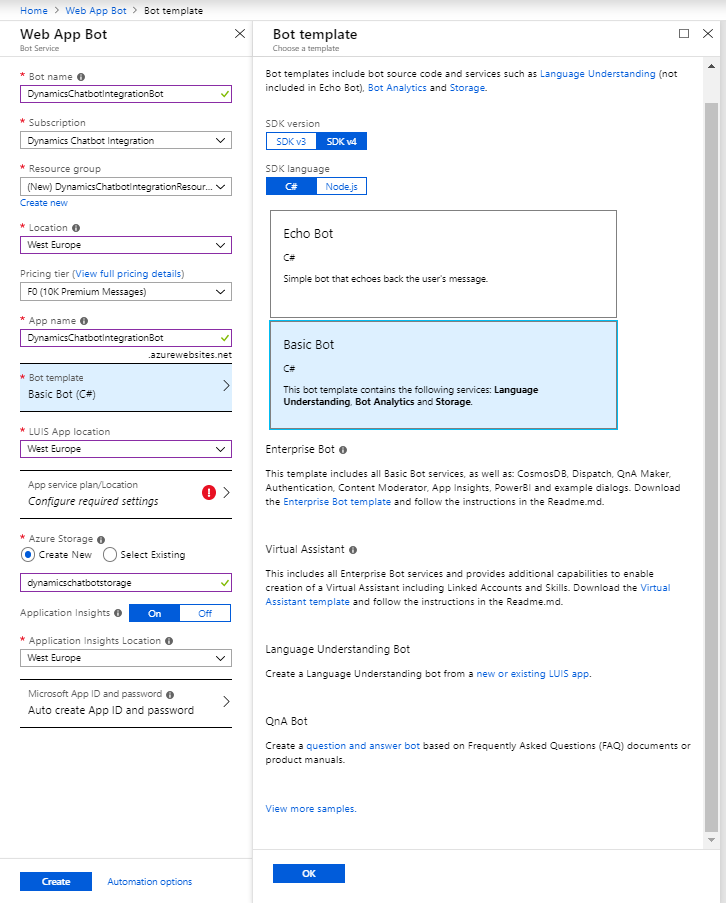 Home > Web App Bot > Bot template
Web App Bot
Bot Service
* Bot name
DynamicsChatbotIntegrationBot
* Subscription
Dynamics Chatbot Integration
* Resource group
(New) DynamicsChatbotIntegrationResour...
Create new
* Location
West Europe
Pricing tier (View full pricing details)
F0 (10K Premium Messages)
* App name
DynamicsChatbotIntegrationBot
.azurewebsites.net
* Bot template
Basic Bot (C#)
* LUIS App location
West Europe
App service plan/Location
Configure required settings
* Azure Storage
Create New Select Existing
dynamicschatbotstorage
Application Insights On Off
* Application Insights Location
West Europe
Microsoft App ID and password
Auto create App ID and password
Create Automation options
Bot template
Choose a template
Bot templates include bot source code and services such as Language Understanding (not
included in Echo Bot), Bot Analytics and Storage.
SDK version
SDK v3 SDK v4
SDK language
C# Node.js
Echo Bot
C#
Simple bot that echoes back the user's message.
Basic Bot
C#
This bot template contains the following services: Language
Understanding, Bot Analytics and Storage.
Enterprise Bot
This template includes all Basic Bot services, as well as: CosmosDB, Dispatch, QnA Maker,
Authentication, Content Moderator, App Insights, PowerBI and example dialogs. Download
the Enterprise Bot template and follow the instructions in the Readme.md.
Virtual Assistant
This includes all Enterprise Bot services and provides additional capabilities to enable
creation of a Virtual Assistant including Linked Accounts and Skills. Download the Virtual
Assistant template and follow the instructions in the Readme.md.
Language Understanding Bot
Create a Language Understanding bot from a new or existing LUIS app.
QnA Bot
Create a question and answer bot based on Frequently Asked Questions (FAQ) documents or
product manuals.
View more samples.
OK